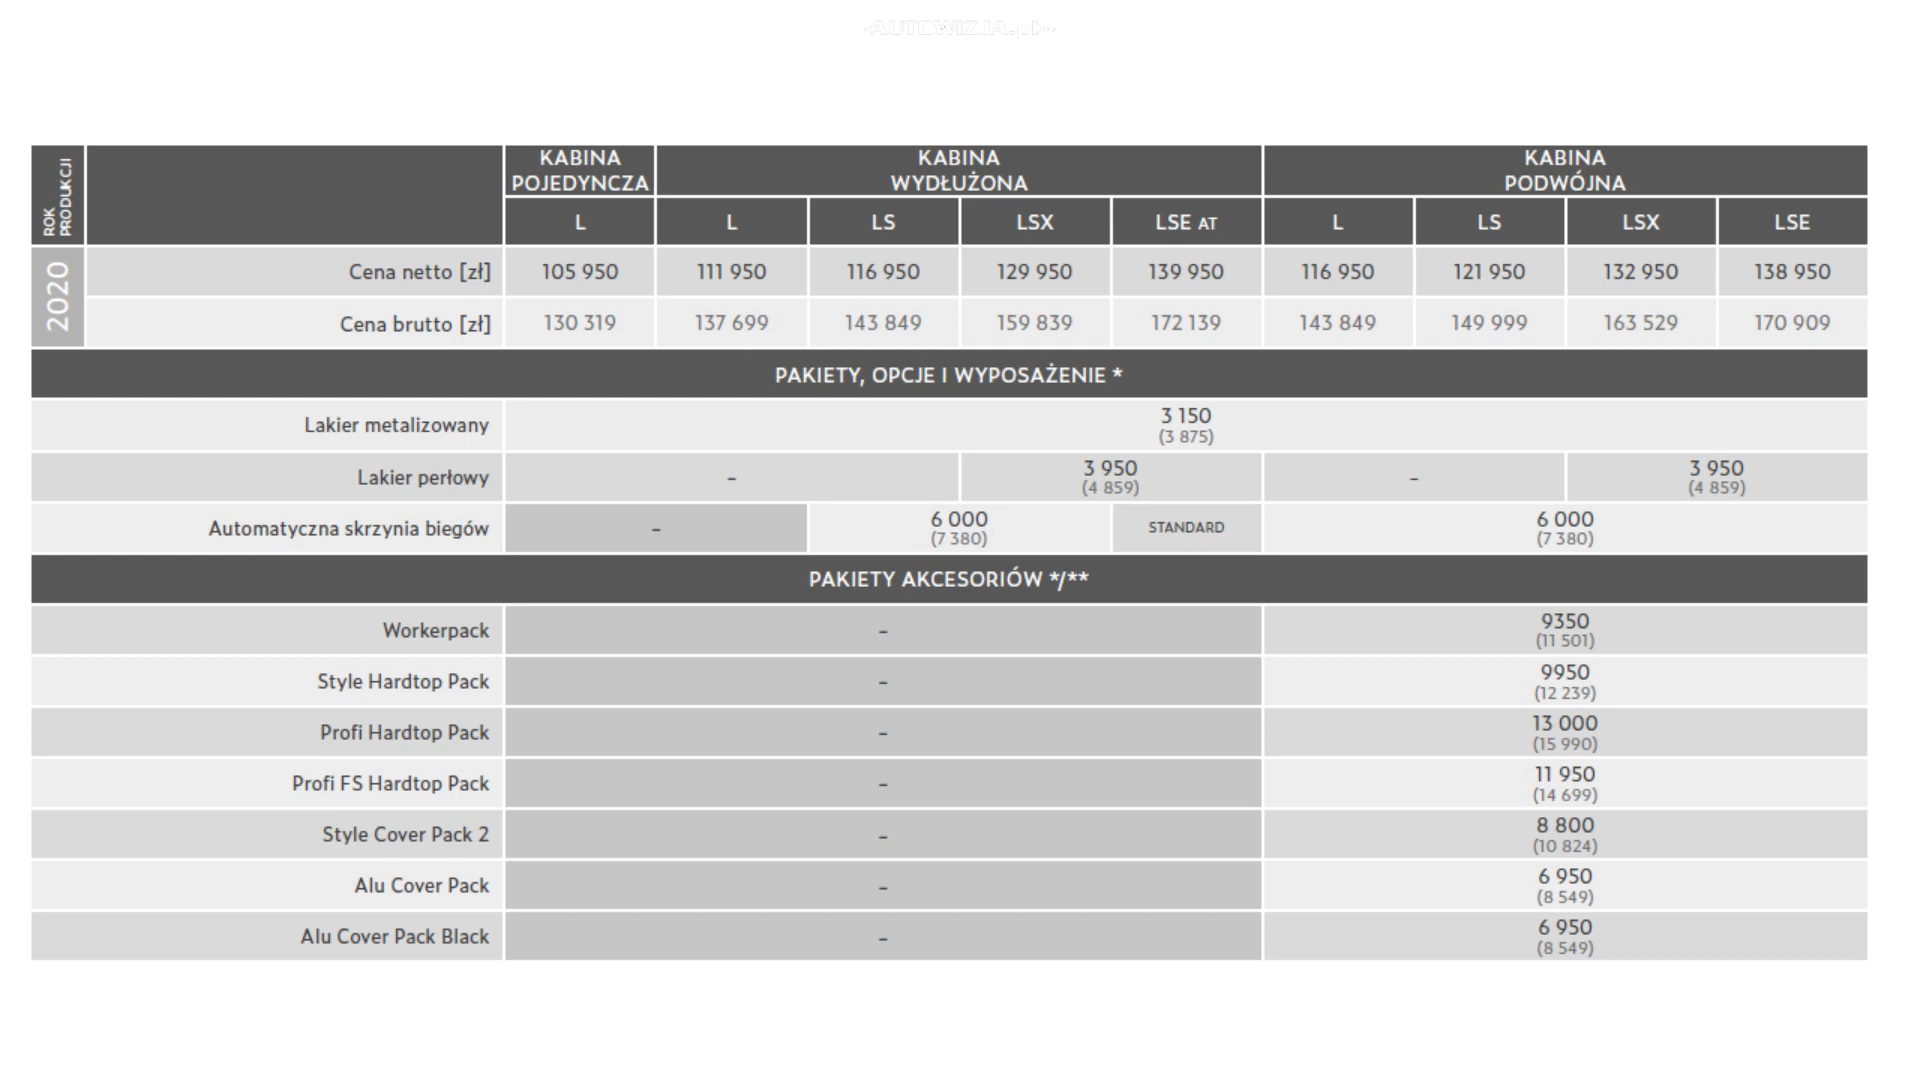 AUTOWIZJA.pl
ROK
PRODUKCJI
KABINA
POJEDYNCZA
KABINA
WYDŁUŻONA
KABINA
PODWÓJNA
L L LS LSX LSE AT L LS LSX LSE
2020
Cena netto [zł] 105 950 111 950 116 950 129 950 139 950 116 950 121 950 132 950 138 950
Cena brutto [zł] 130 319 137 699 143 849 159 839 172 139 143 849 149 999 163 529 170 909
PAKIETY, OPCJE I WYPOSAŻENIE *
Lakier metalizowany 3 150
(3 875)
Lakier perłowy – 3 950 – 3 950
(4 859) (4 859)
Automatyczna skrzynia biegów – 6 000 STANDARD 6 000
(7 380) (7 380)
PAKIETY AKCESORIÓW */**
Workerpack – 9350
(11 501)
Style Hardtop Pack – 9950
(12 239)
Profi Hardtop Pack – 13 000
(15 990)
Profi FS Hardtop Pack – 11 950
(14 699)
Style Cover Pack 2 – 8 800
(10 824)
Alu Cover Pack – 6 950
(8 549)
Alu Cover Pack Black – 6 950
(8 549)